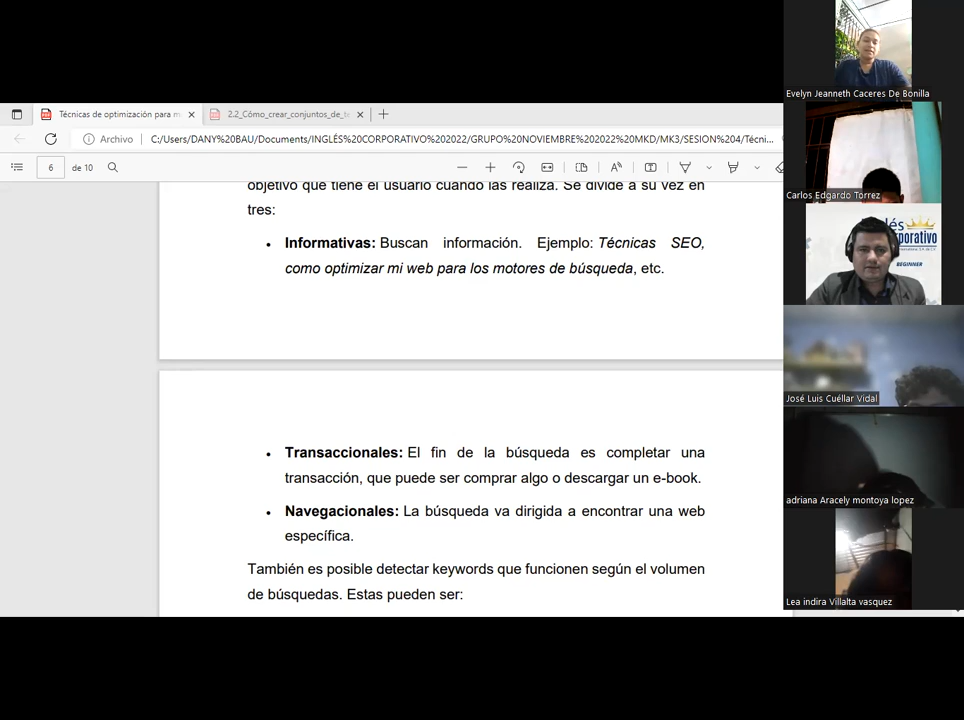 Técnicas de optimización para m
2.2_Cómo_crear_conjuntos_de_t
Archivo
C:/Users/DANY%20BAU/Documents/INGLÉS%20CORPORATIVO%202022/GRUPO%20NOVIEMBRE%202022%20MKD/MK3/SESION%204/Técni...
6 de 10
objetivo que tiene el usuario cuando las realiza. Se divide a su vez en
tres:
• Informativas: Buscan información. Ejemplo: Técnicas SEO,
como optimizar mi web para los motores de búsqueda, etc.
• Transaccionales: El fin de la búsqueda es completar una
transacción, que puede ser comprar algo o descargar un e-book.
• Navegacionales: La búsqueda va dirigida a encontrar una web
específica.
También es posible detectar keywords que funcionen según el volumen
de búsquedas. Estas pueden ser:
Evelyn Jeanneth Caceres De Bonilla
Carlos Edgardo Torrez
BEGINNER
José Luis Cuéllar Vidal
adriana Aracely montoya lopez
Lea indira Villalta vasquez